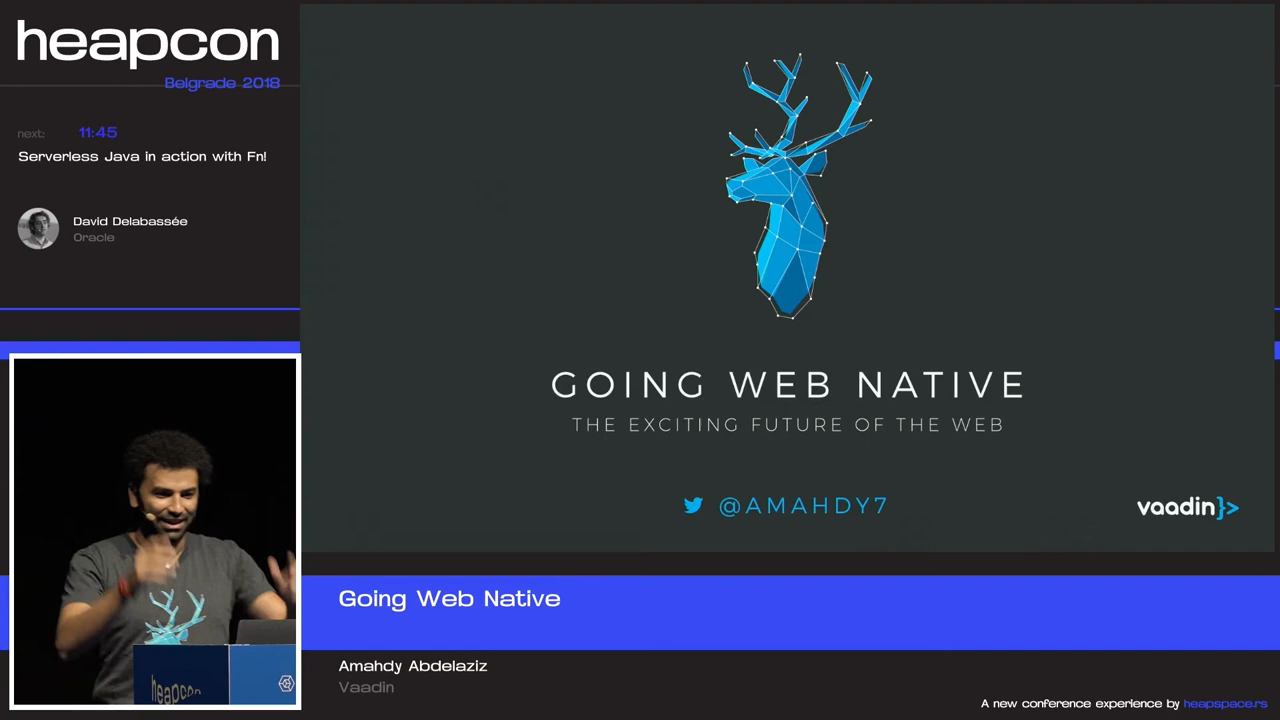 heapcon
Belgrade 2018
next: 11:45
Serverless Java in action with Fn!
David Delabassée
Oracle
GOING WEB NATIVE
THE EXCITING FUTURE OF THE WEB
@AMAHDY7
vaadin}>
heapcon
Going Web Native
Amahdy Abdelaziz
Vaadin
A new conference experience by heapspace.rs